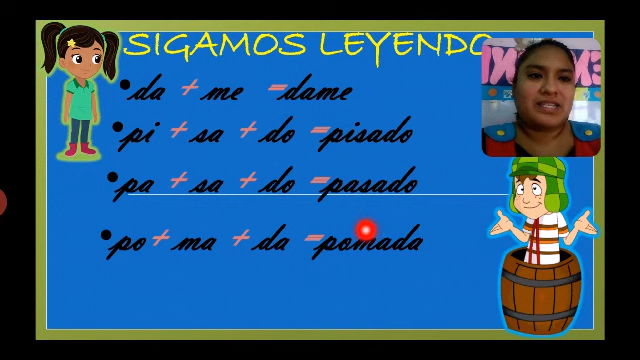 SIGAMOS LEYENDO
•da + me =dame
•pi + sa + do =pisado
•pa + sa + do =pasado
•po+ ma + da =pomada